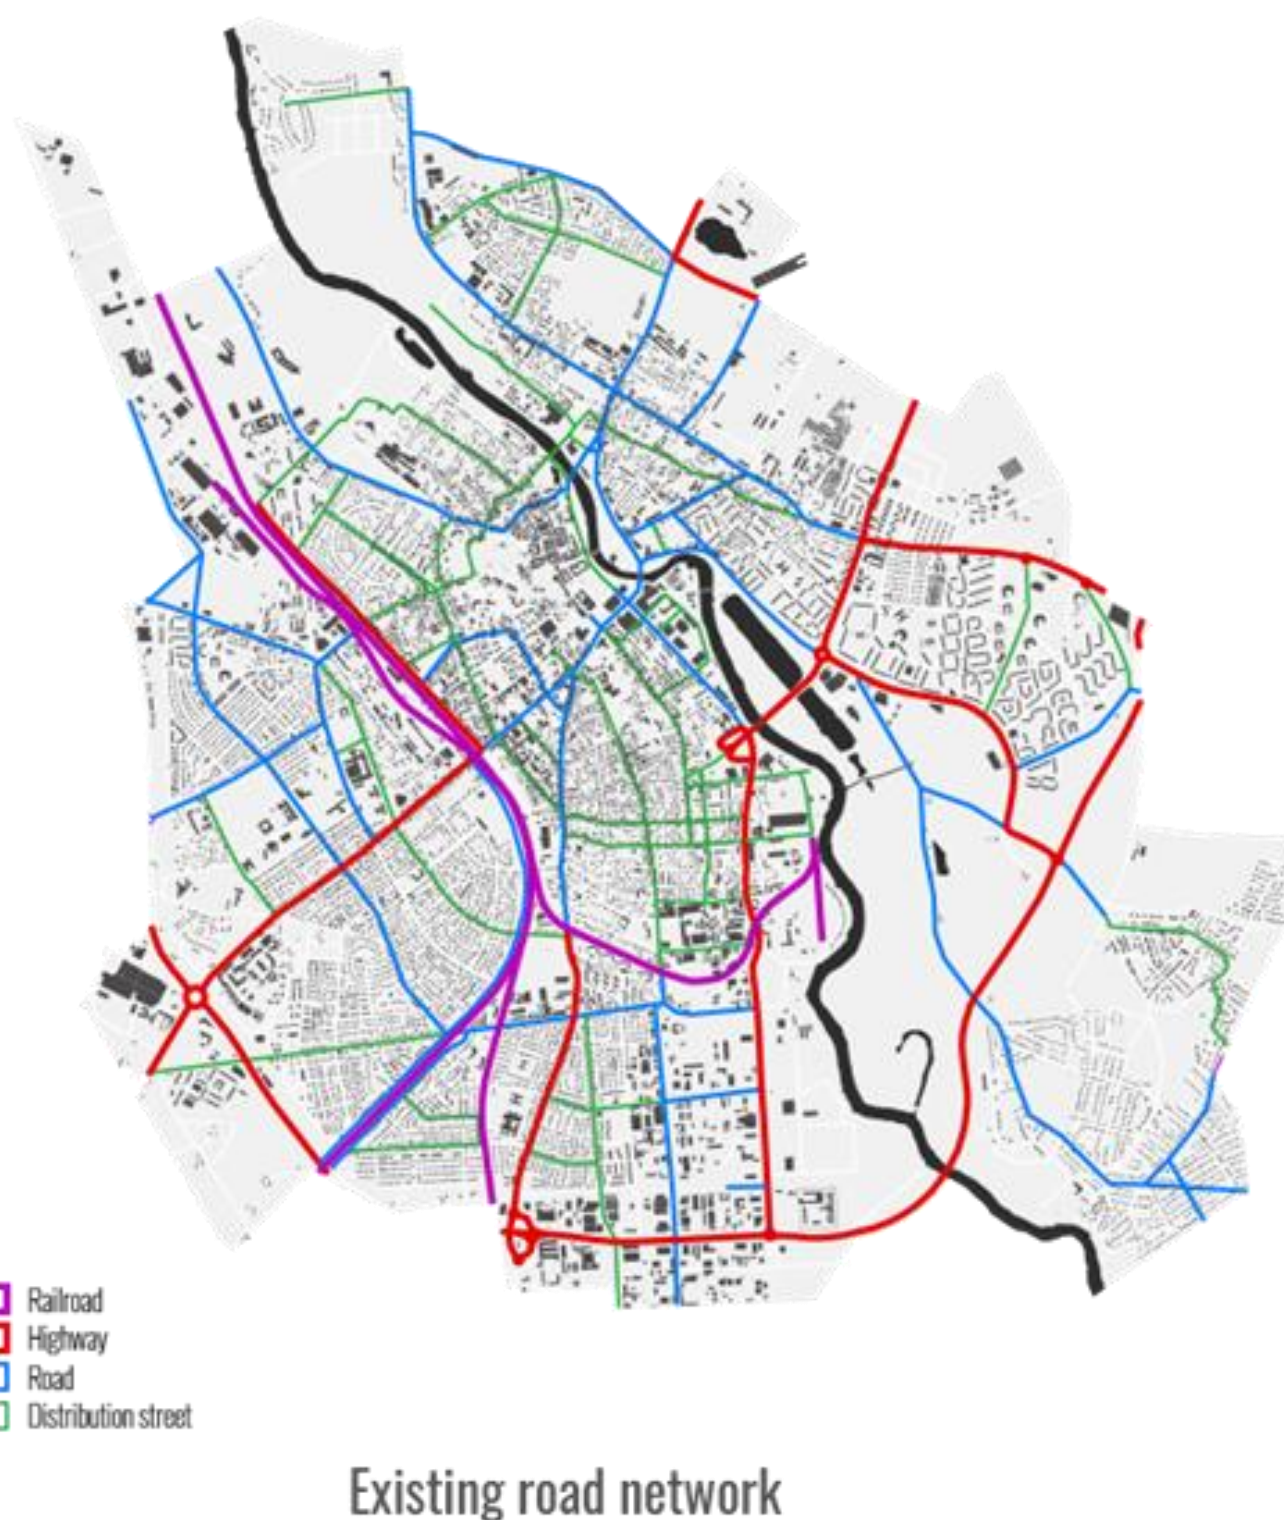 Railroad
Highway
Road
Distribution street
Existing road network